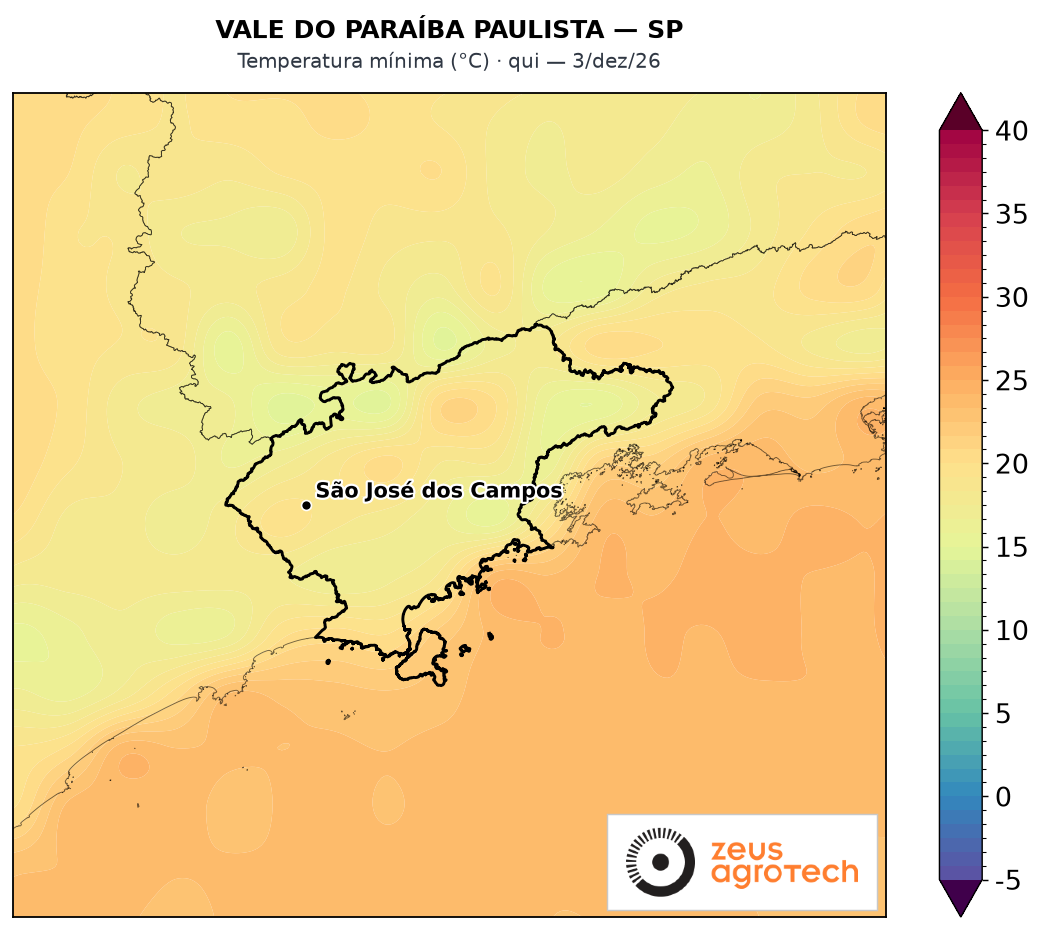 VALE DO PARAÍBA PAULISTA — SP
Temperatura mínima (°C) · qui — 3/dez/26
40
35
30
25
20
15
10
5
0
-5
São José dos Campos
zeus
agrotech